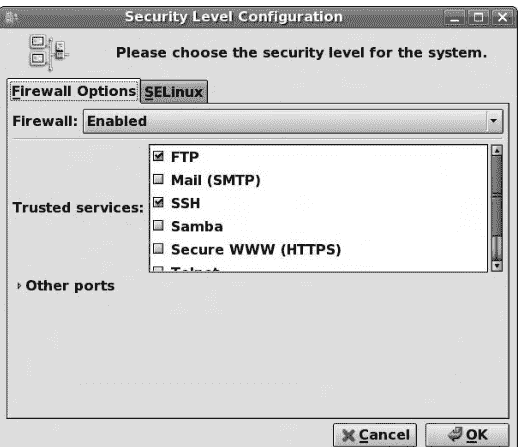 Security Level Configuration
Please choose the security level for the system.
Firewall Options
SELinux
Firewall: Enabled
FTP
Mail (SMTP)
Trusted services:
SSH
Samba
Secure WWW (HTTPS)
Other ports
Cancel
OK